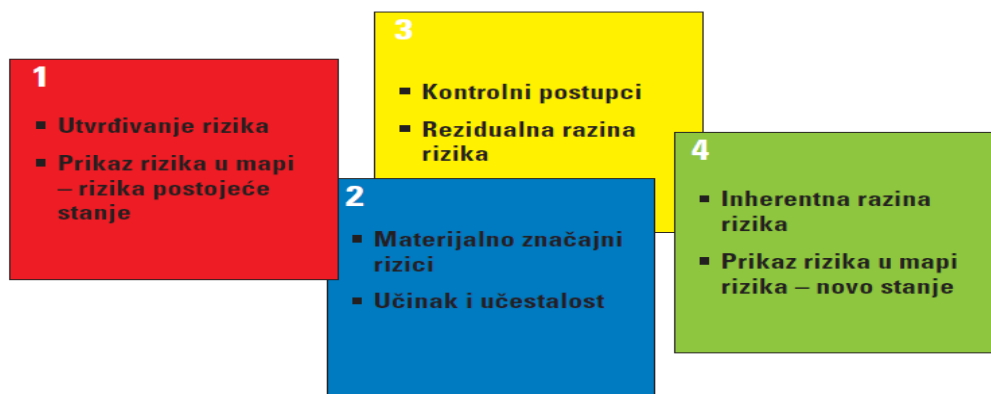 1
▪ Utvrđivanje rizika
▪ Prikaz rizika u mapi
– rizika postojeće
stanje
2
▪ Materijalno značajni
rizici
▪ Učinak i učestalost
3
▪ Kontrolni postupci
▪ Rezidualna razina
rizika
4
▪ Inherentna razina
rizika
▪ Prikaz rizika u mapi
rizika – novo stanje